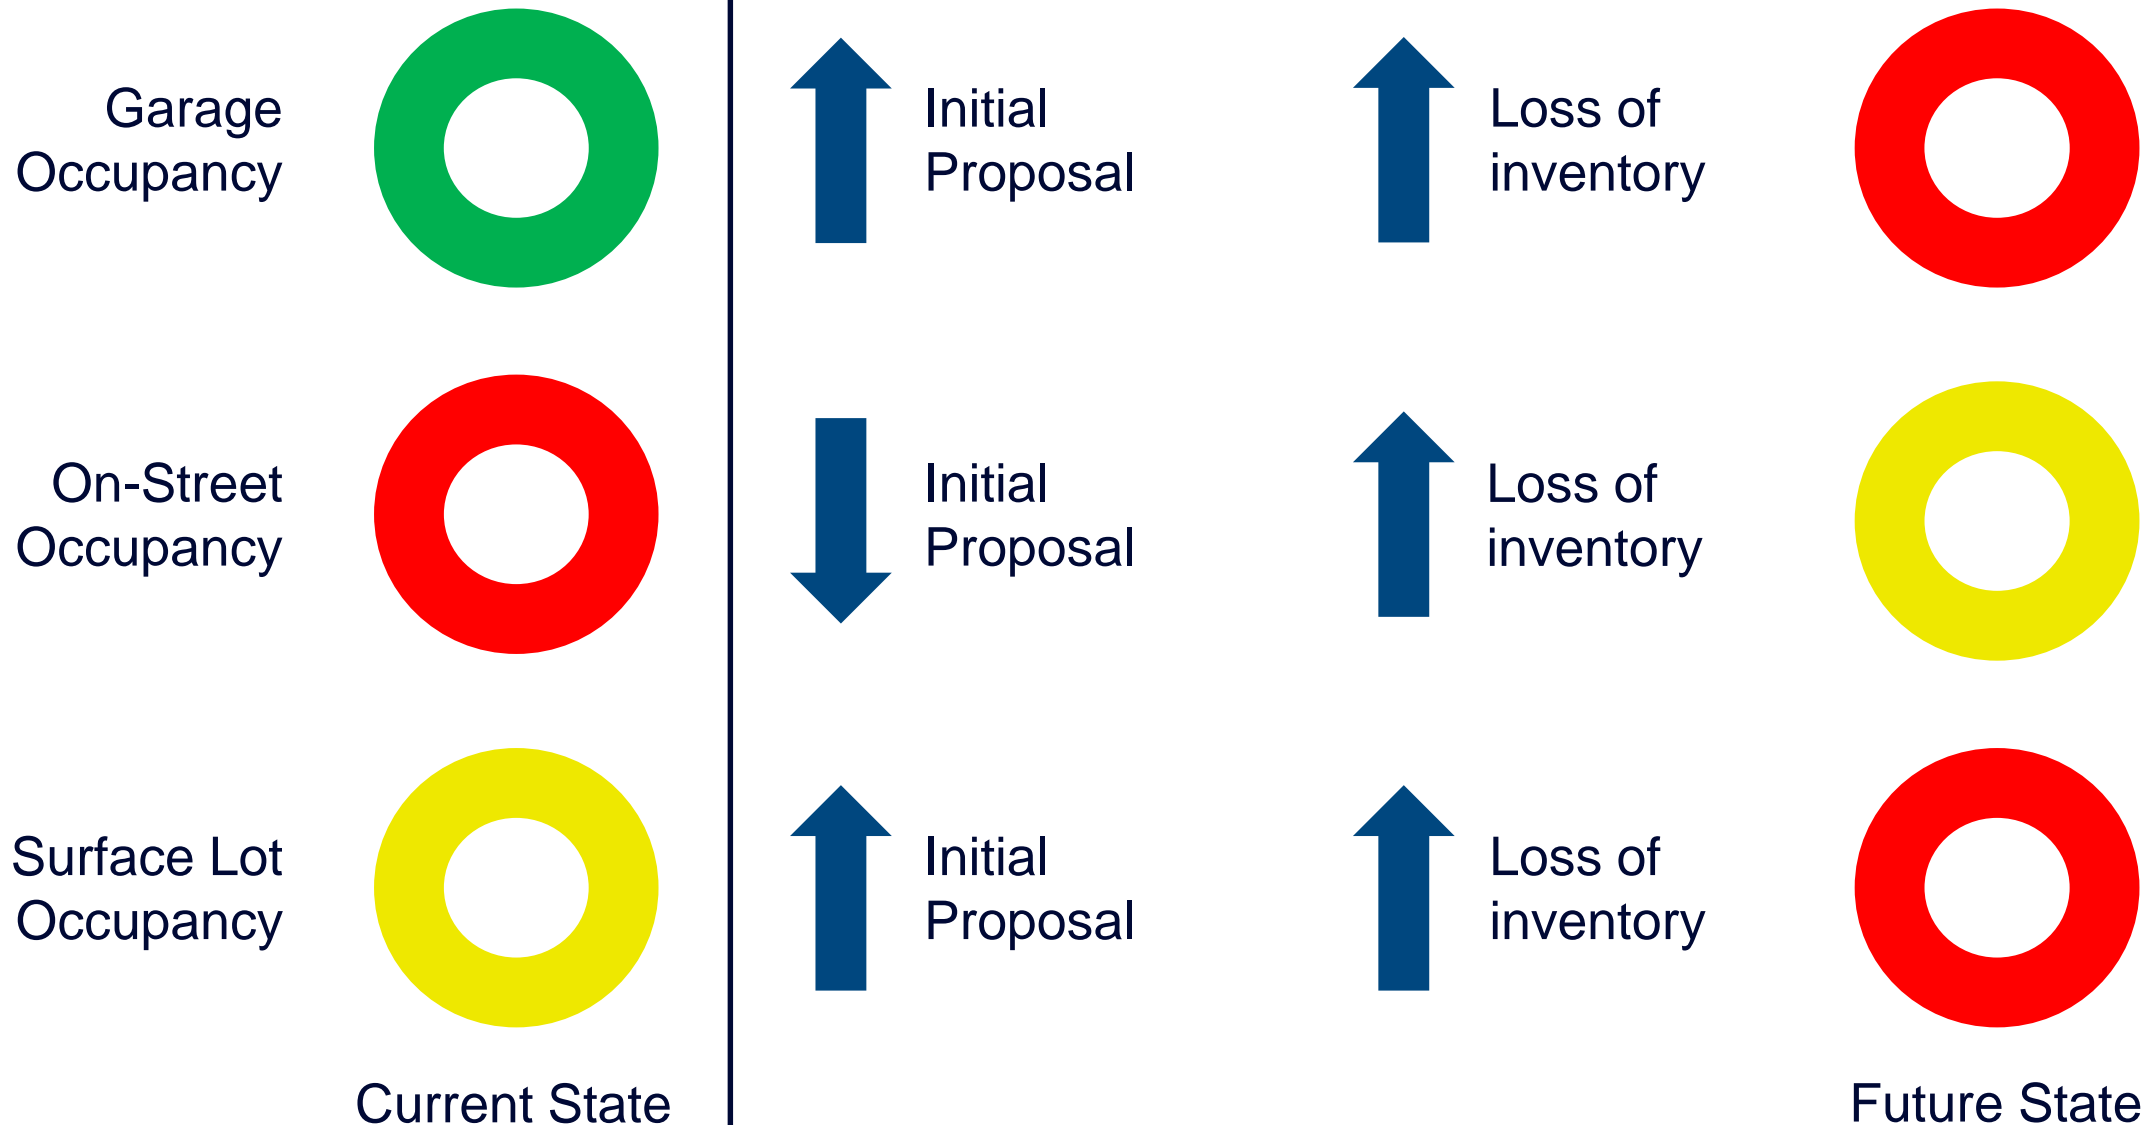 Garage
Occupancy
Initial
Proposal
Loss of
inventory
On-Street
Occupancy
Initial
Proposal
Loss of
inventory
Surface Lot
Occupancy
Initial
Proposal
Loss of
inventory
Current State
Future State